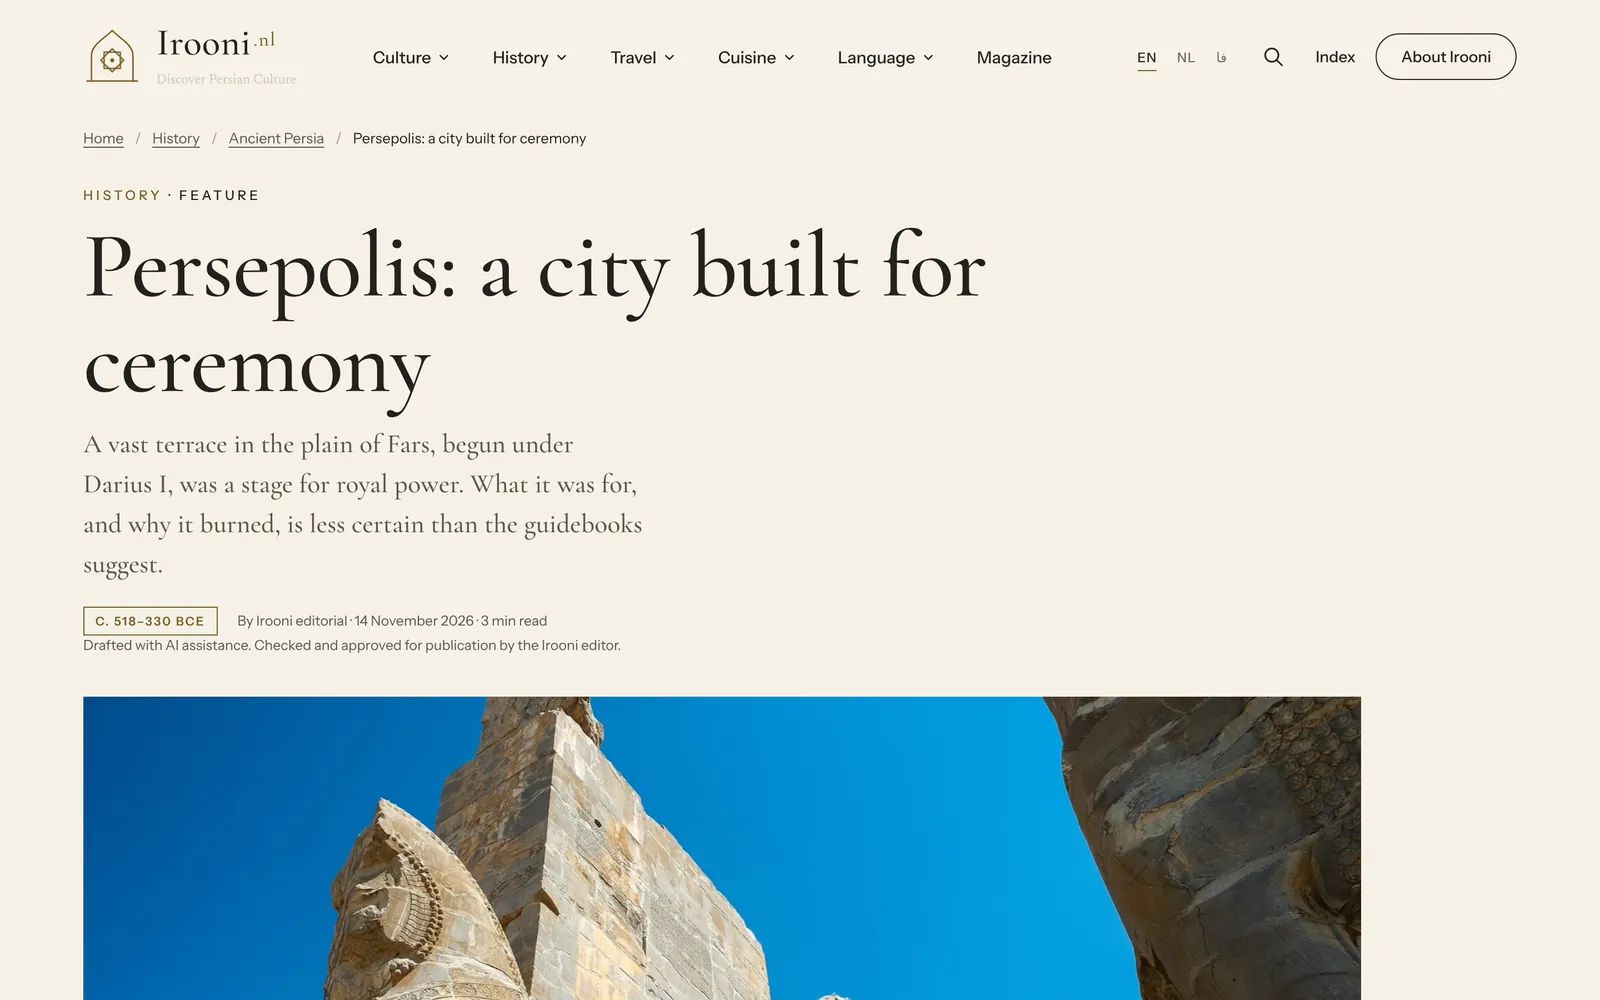 Irooni.nl
Discover Persian Culture
Culture
History
Travel
Cuisine
Language
Magazine
EN NL فا
Index
About Irooni
Home / History / Ancient Persia / Persepolis: a city built for ceremony
HISTORY · FEATURE
Persepolis: a city built for
ceremony
A vast terrace in the plain of Fars, begun under
Darius I, was a stage for royal power. What it was for,
and why it burned, is less certain than the guidebooks
suggest.
C. 518–330 BCE
By Irooni editorial · 14 November 2026 · 3 min read
Drafted with AI assistance. Checked and approved for publication by the Irooni editor.